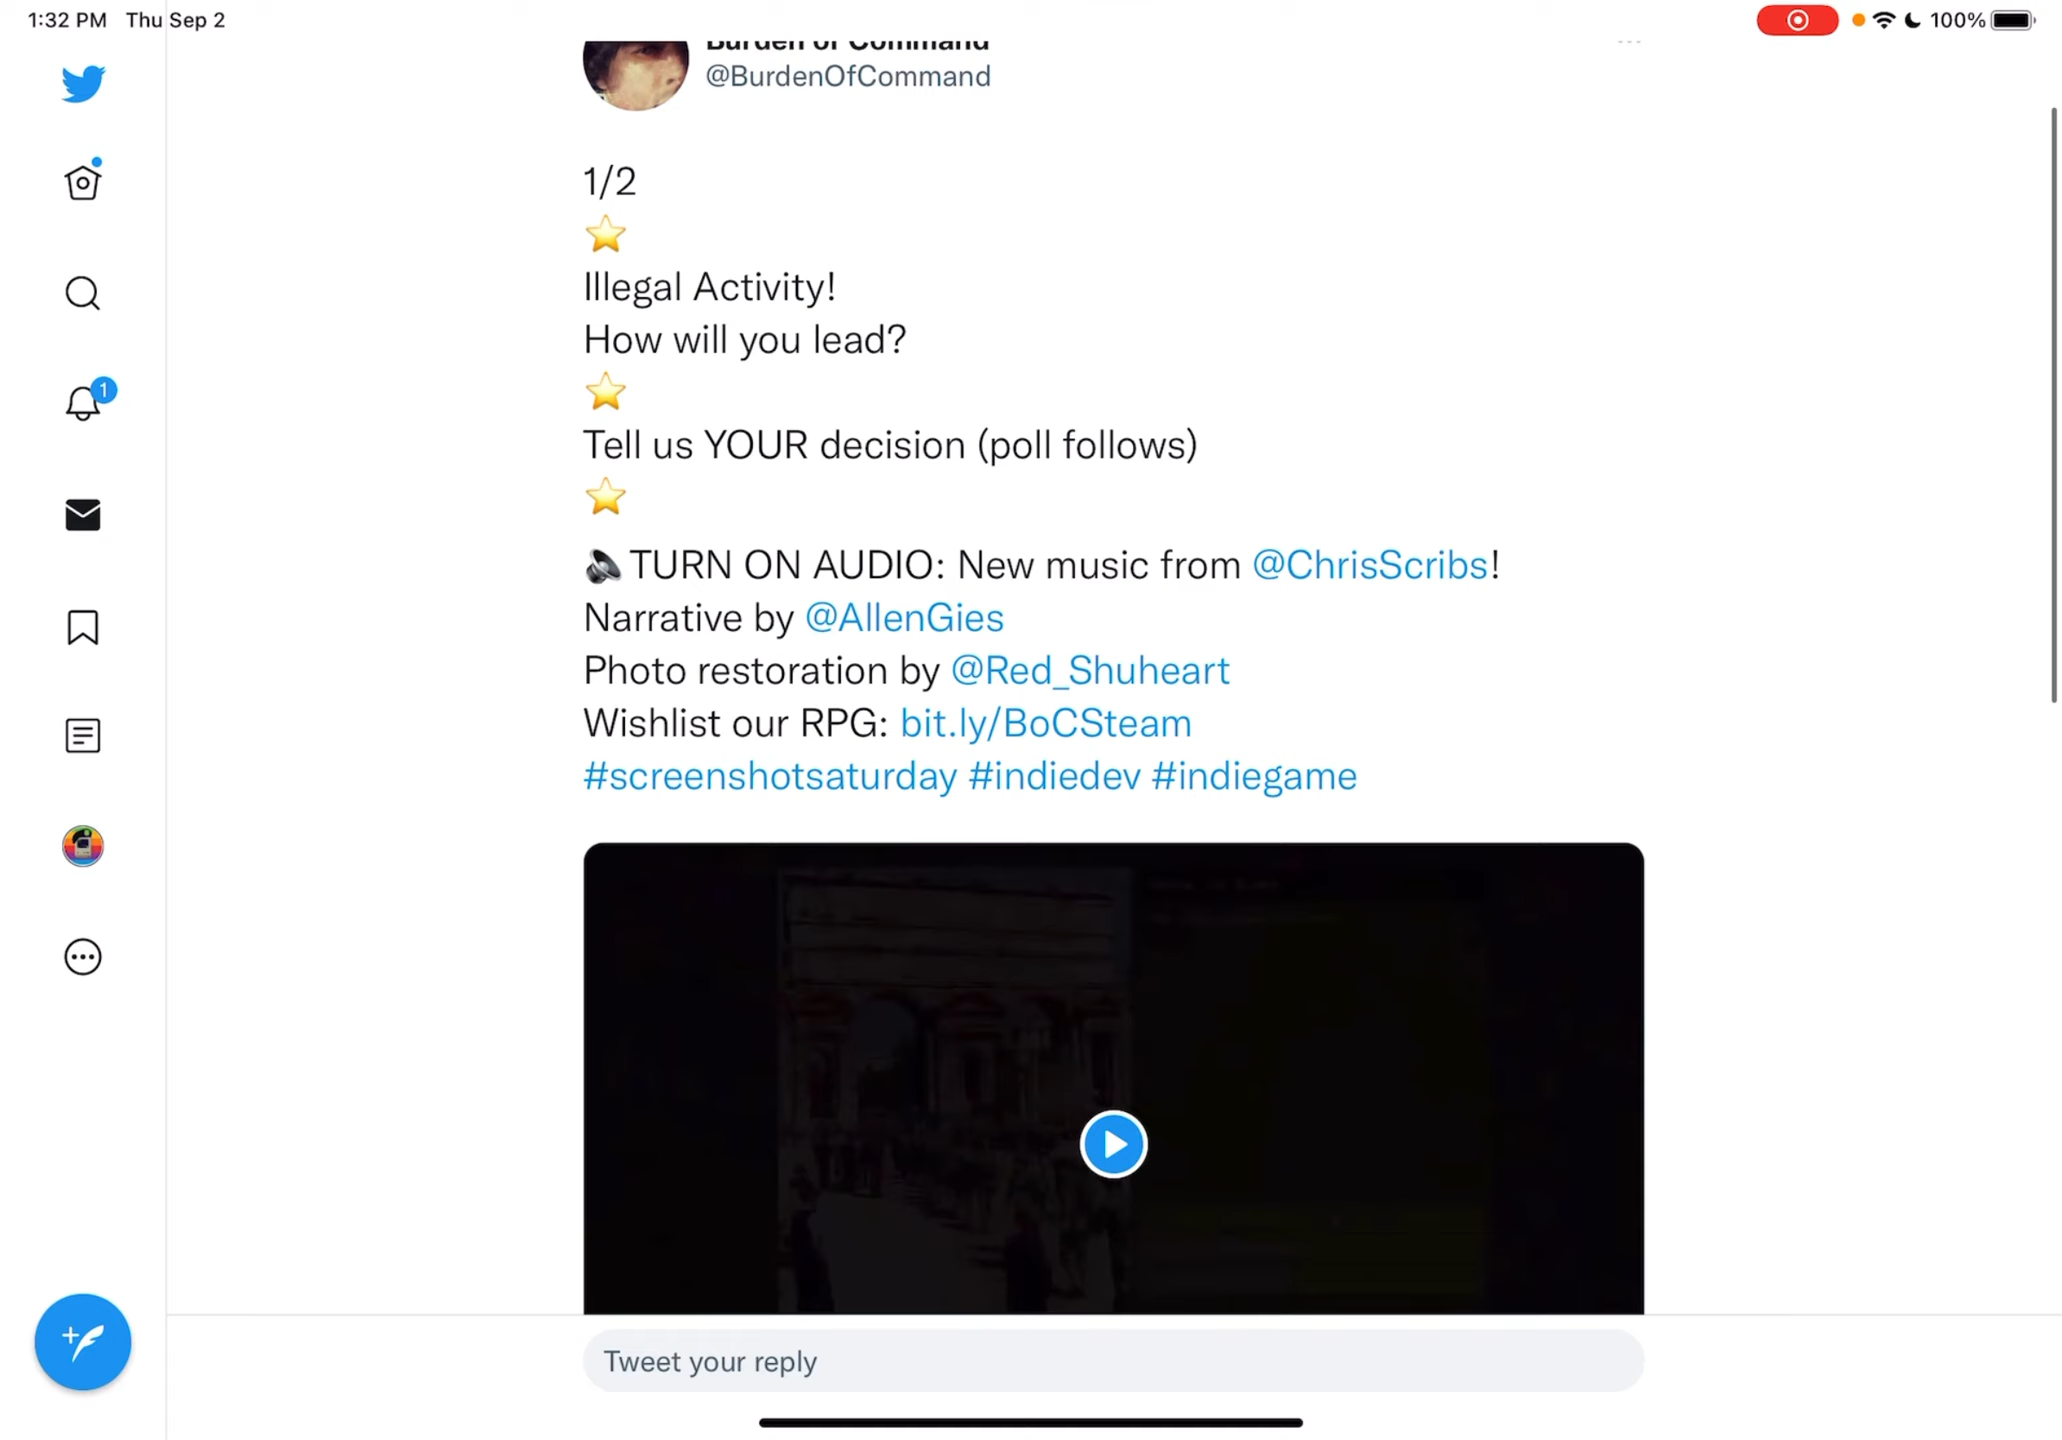 1:32 PM Thu Sep 2
100%
Burden of Command
@BurdenOfCommand
1/2
Illegal Activity!
How will you lead?
Tell us YOUR decision (poll follows)
TURN ON AUDIO: New music from @ChrisScribs!
Narrative by @AllenGies
Photo restoration by @Red_Shuheart
Wishlist our RPG: bit.ly/BoCSteam
#screenshotsaturday #indiedev #indiegame
1
Tweet your reply